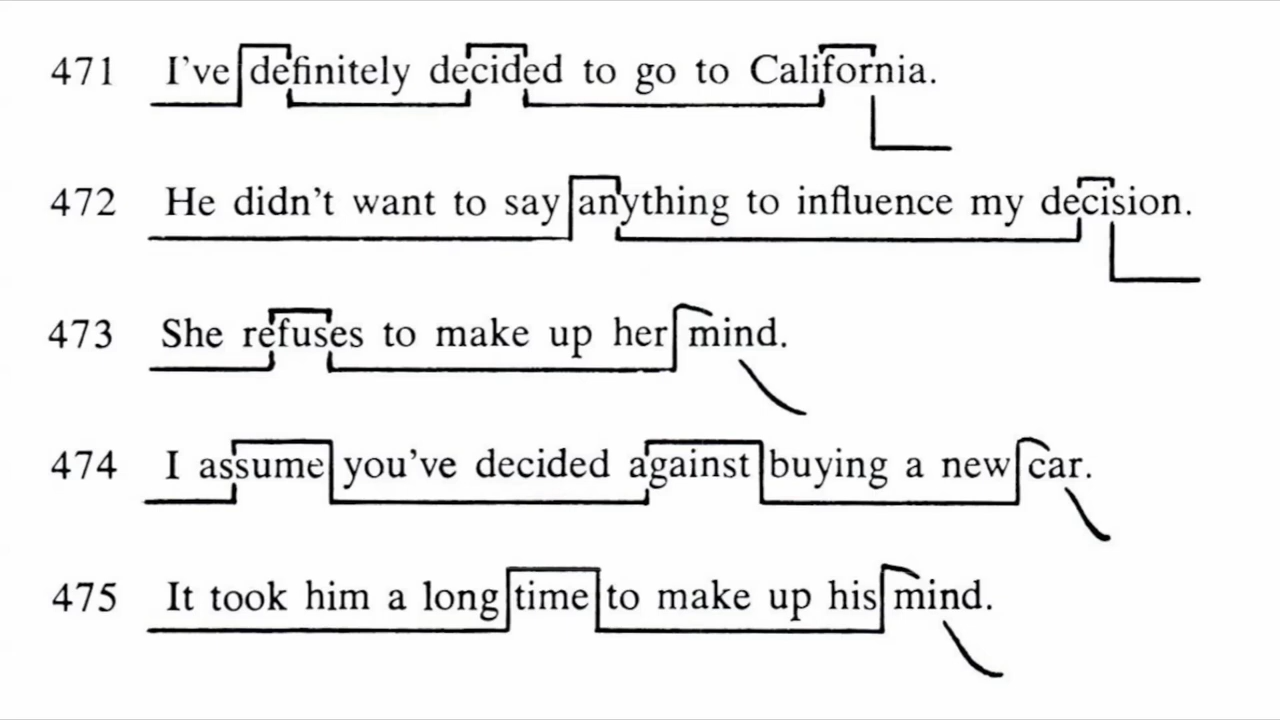 471 I've definitely decided to go to California.
472 He didn't want to say anything to influence my decision.
473 She refuses to make up her mind.
474 I assume you've decided against buying a new car.
475 It took him a long time to make up his mind.